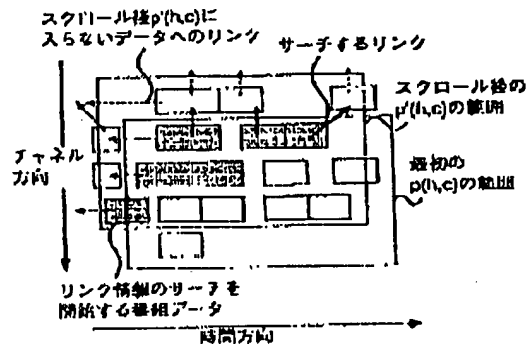 スクロール後p'(h,c)に
入らないデータへのリンク
サーチするリンク
スクロール後の
p'(h,c)の範囲
チャネル
方向
最初の
p(h,c)の範囲
リンク情報のサーチを
開始する番組データ
時間方向